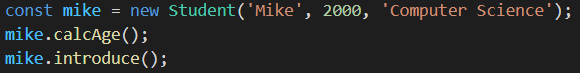 const mike = new Student('Mike', 2000, 'Computer Science');
mike.calcAge();
mike.introduce();